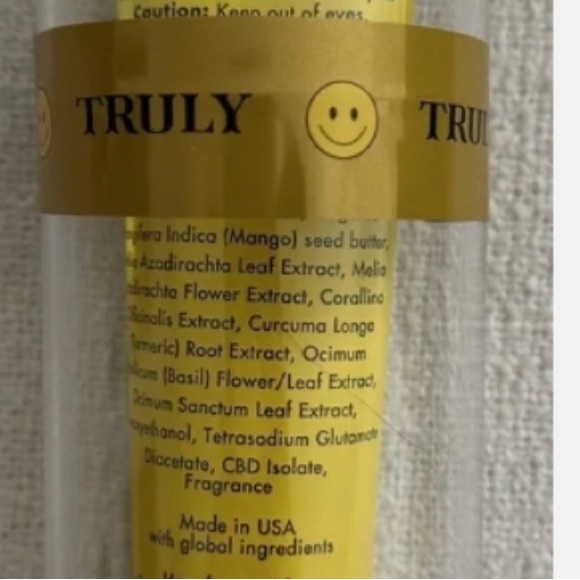 Caution: Keep out of eyes.
TRULY TRUL
Indica (Mango) seed butter,
Azadirachta Leaf Extract, Melia
Flower Extract, Corallina
Extract, Curcuma Longa
Root Extract, Ocimum
(Basil) Flower/Leaf Extract,
Ocimum Sanctum Leaf Extract,
Tetrasodium Glutamate
Diacetate, CBD Isolate,
Fragrance
Made in USA
with global ingredients